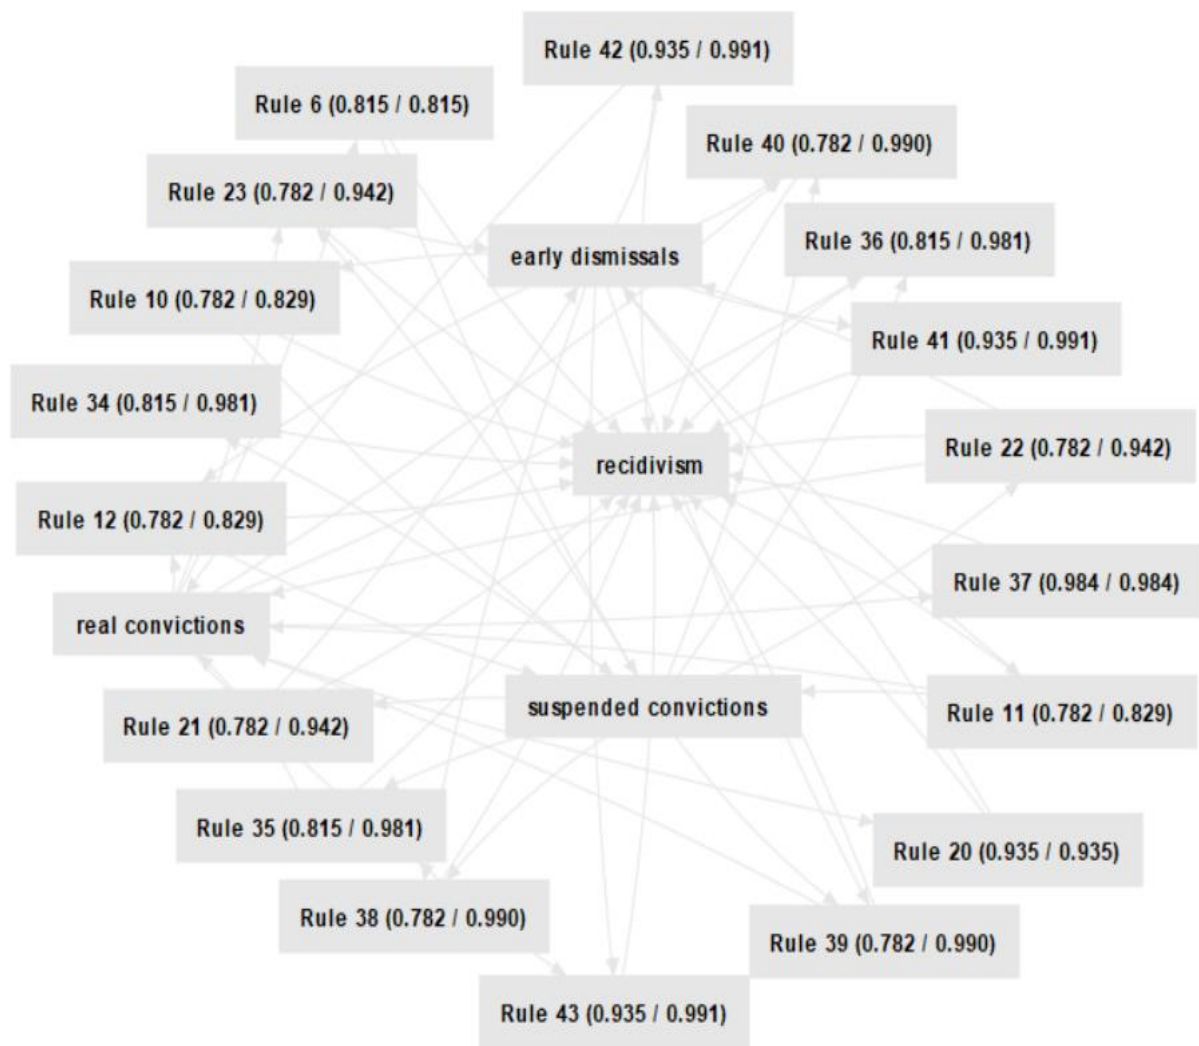 Rule 42 (0.935 / 0.991)
Rule 6 (0.815 / 0.815)
Rule 40 (0.782 / 0.990)
Rule 23 (0.782 / 0.942)
Rule 36 (0.815 / 0.981)
early dismissals
Rule 10 (0.782 / 0.829)
Rule 41 (0.935 / 0.991)
Rule 34 (0.815 / 0.981)
Rule 22 (0.782 / 0.942)
recidivism
Rule 12 (0.782 / 0.829)
Rule 37 (0.984 / 0.984)
real convictions
suspended convictions
Rule 11 (0.782 / 0.829)
Rule 21 (0.782 / 0.942)
Rule 35 (0.815 / 0.981)
Rule 20 (0.935 / 0.935)
Rule 38 (0.782 / 0.990)
Rule 39 (0.782 / 0.990)
Rule 43 (0.935 / 0.991)